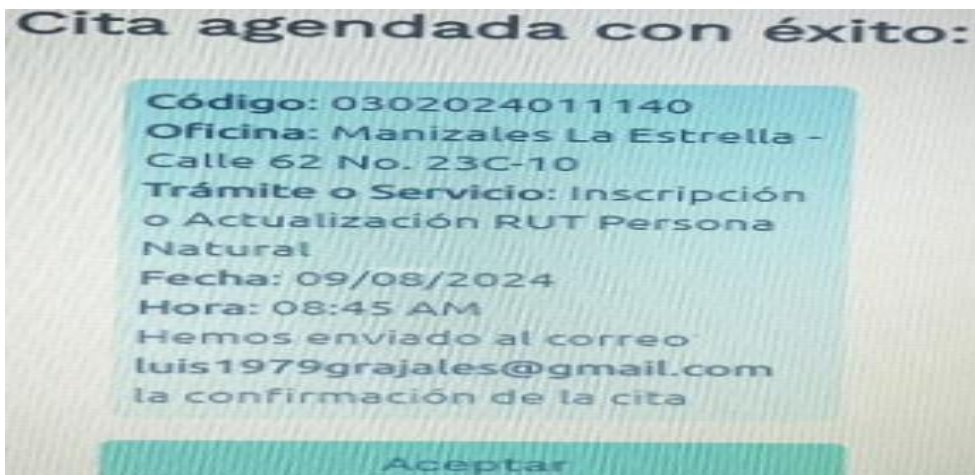 Cita agendada con éxito:
Código: 0302024011140
Oficina: Manizales La Estrella -
Calle 62 No. 23C-10
Trámite o Servicio: Inscripción
o Actualización RUT Persona
Natural
Fecha: 09/08/2024
Hora: 08:45 AM
Hemos enviado al correo
luis1979grajales@gmail.com
la confirmación de la cita
Aceptar